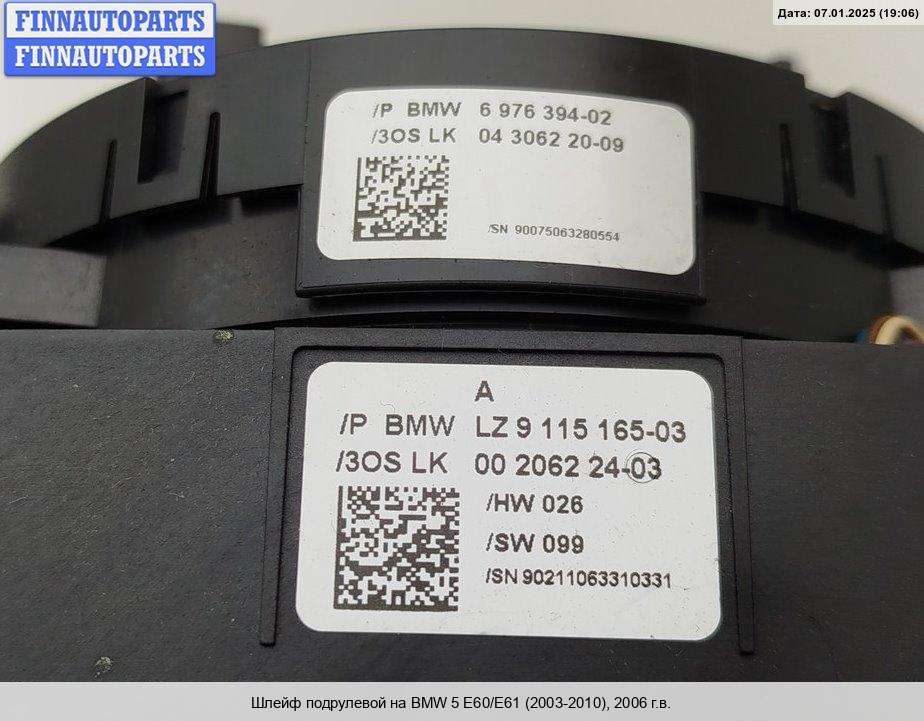 FINNAUTOPARTS
FINNAUTOPARTS
Дата: 07.01.2025 (19:06)
/P BMW 6 976 394-02
/3OS LK 04 3062 20-09
/SN 90075063280554
A
/P BMW LZ 9 115 165-03
/3OS LK 00 2062 24-03
/HW 026
/SW 099
/SN 90211063310331
Шлейф подрулевой на BMW 5 E60/E61 (2003-2010), 2006 г.в.